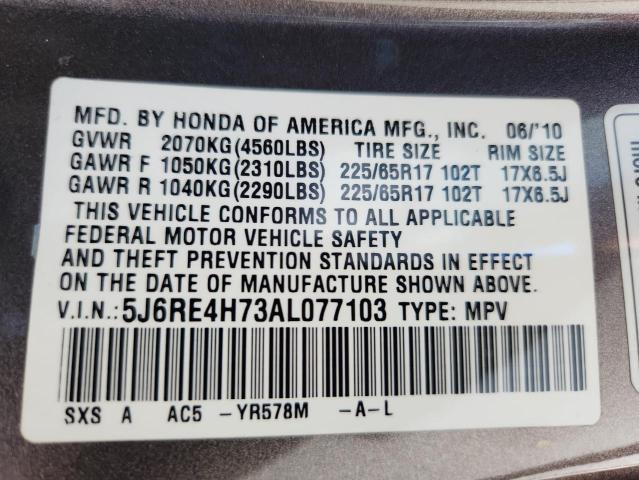 MFD. BY HONDA OF AMERICA MFG., INC. 06/'10
GVWR 2070KG(4560LBS) TIRE SIZE RIM SIZE
GAWR F 1050KG(2310LBS) 225/65R17 102T 17X6.5J
GAWR R 1040KG(2290LBS) 225/65R17 102T 17X6.5J
THIS VEHICLE CONFORMS TO ALL APPLICABLE
FEDERAL MOTOR VEHICLE SAFETY
AND THEFT PREVENTION STANDARDS IN EFFECT
ON THE DATE OF MANUFACTURE SHOWN ABOVE.
V.I.N.: 5J6RE4H73AL077103 TYPE: MPV
SXS A AC5 -YR578M -A-L